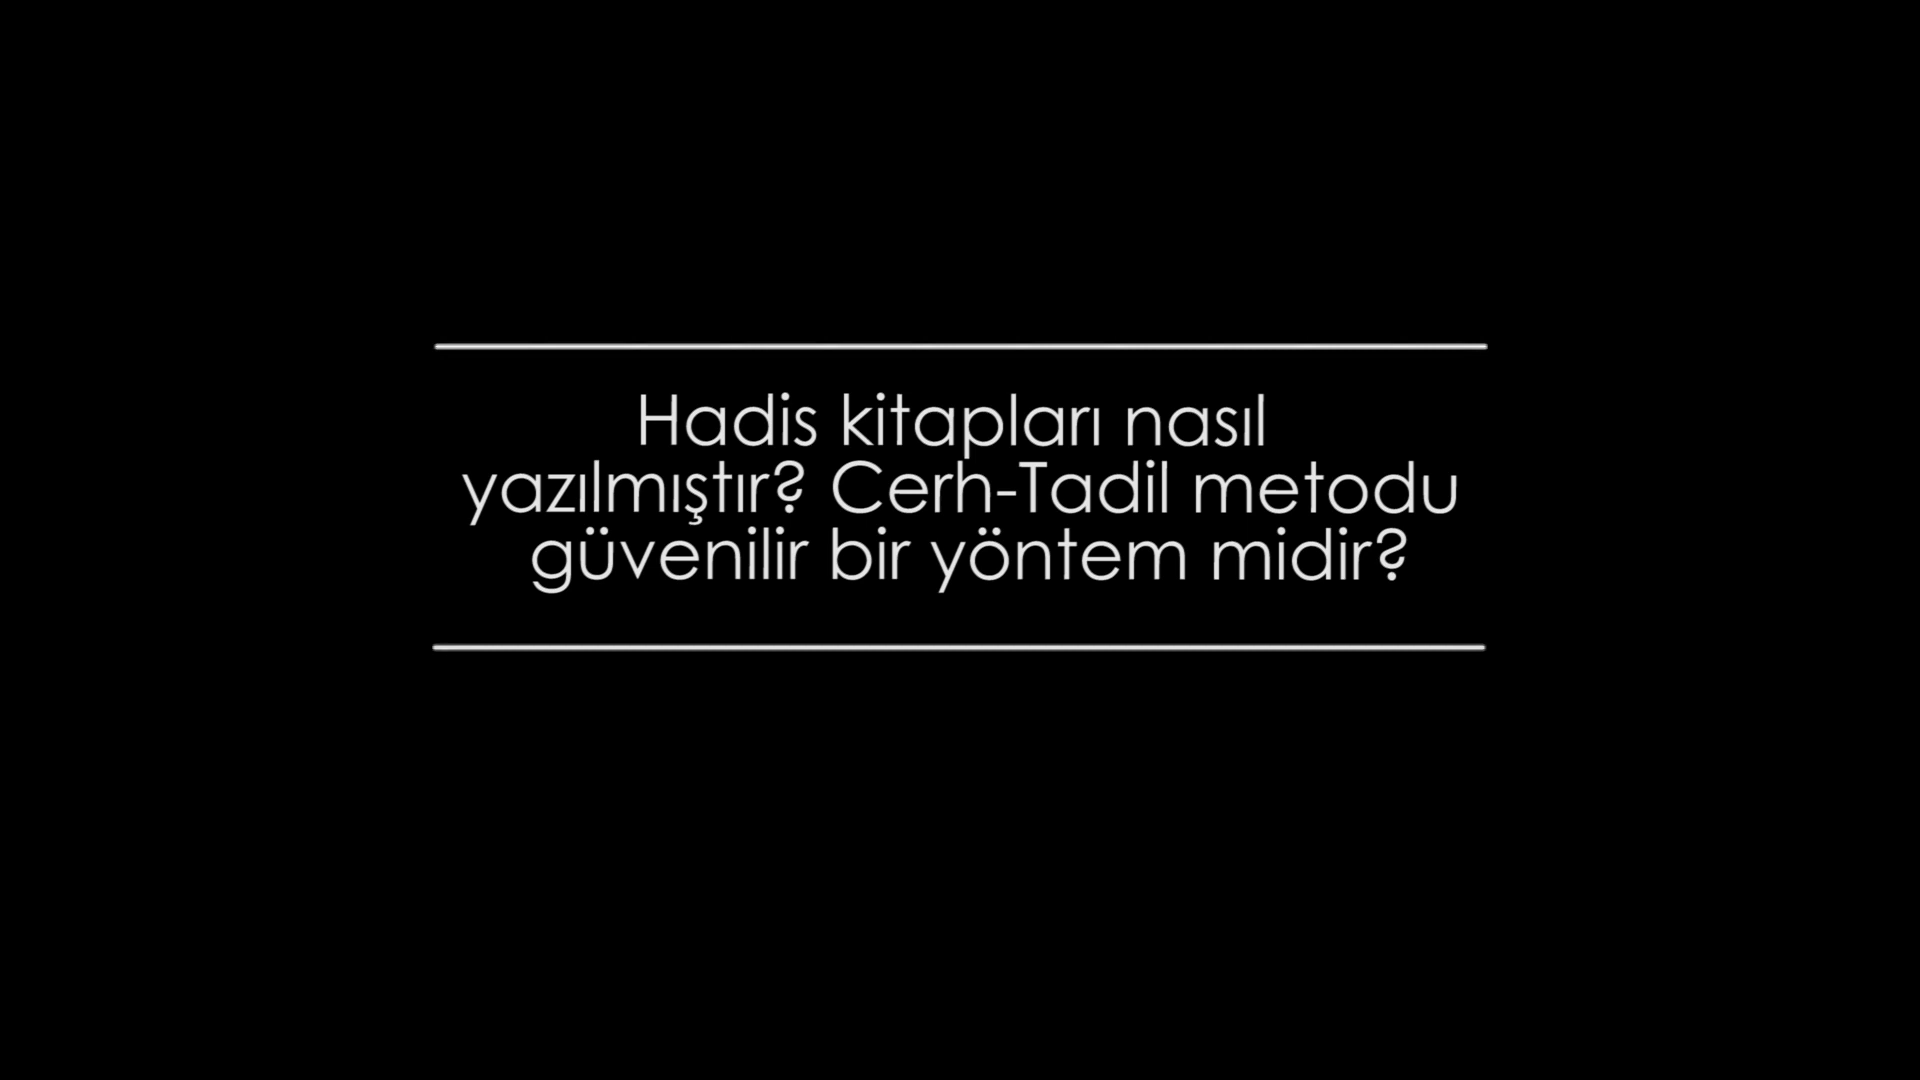 Hadis kitapları nasıl
yazılmıştır? Cerh-Tadil metodu
güvenilir bir yöntem midir?